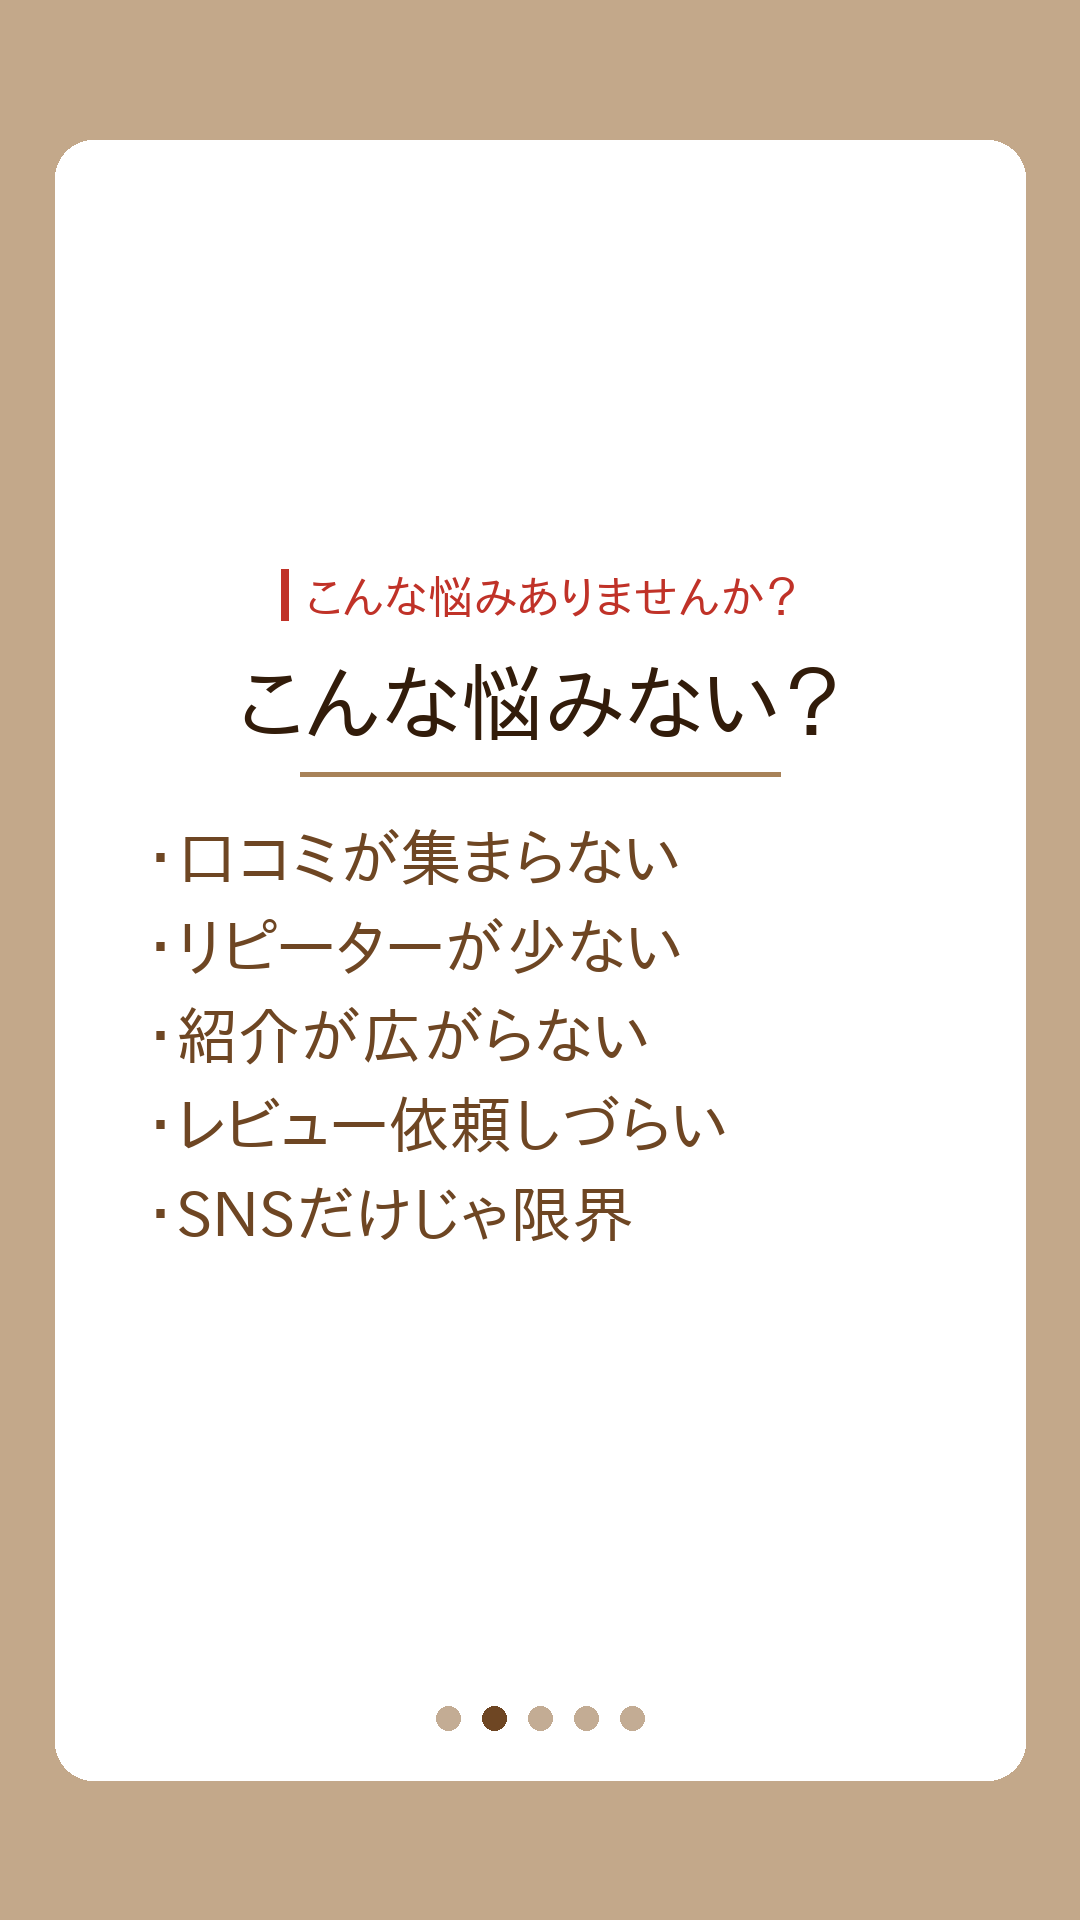 こんな悩みありませんか？
こんな悩みない？
・口コミが集まらない
・リピーターが少ない
・紹介が広がらない
・レビュー依頼しづらい
・SNSだけじゃ限界